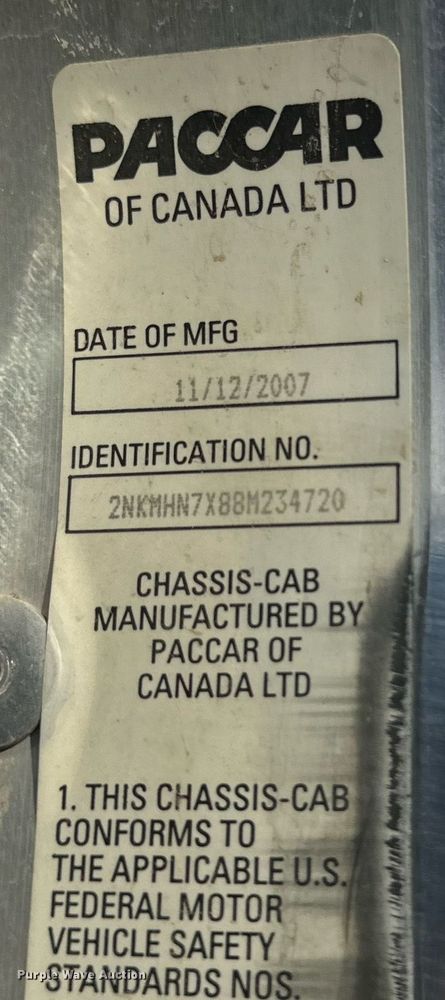 PACCAR
OF CANADA LTD
DATE OF MFG
11/12/2007
IDENTIFICATION NO.
2NKMHN7X88M234720
CHASSIS-CAB
MANUFACTURED BY
PACCAR OF
CANADA LTD
1. THIS CHASSIS-CAB
CONFORMS TO
THE APPLICABLE U.S.
FEDERAL MOTOR
VEHICLE SAFETY
STANDARDS NOS.
Purple Wave Auction